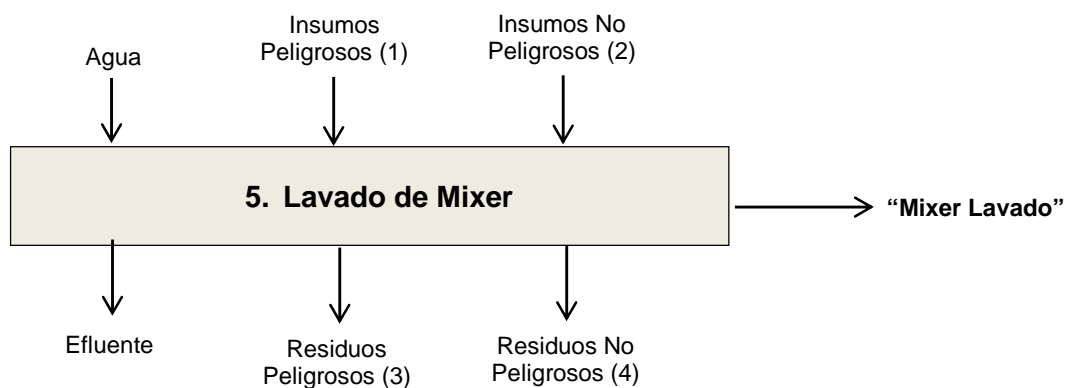 Agua
Insumos
Peligrosos (1)
Insumos No
Peligrosos (2)
5. Lavado de Mixer
“Mixer Lavado”
Efluente
Residuos
Peligrosos (3)
Residuos No
Peligrosos (4)